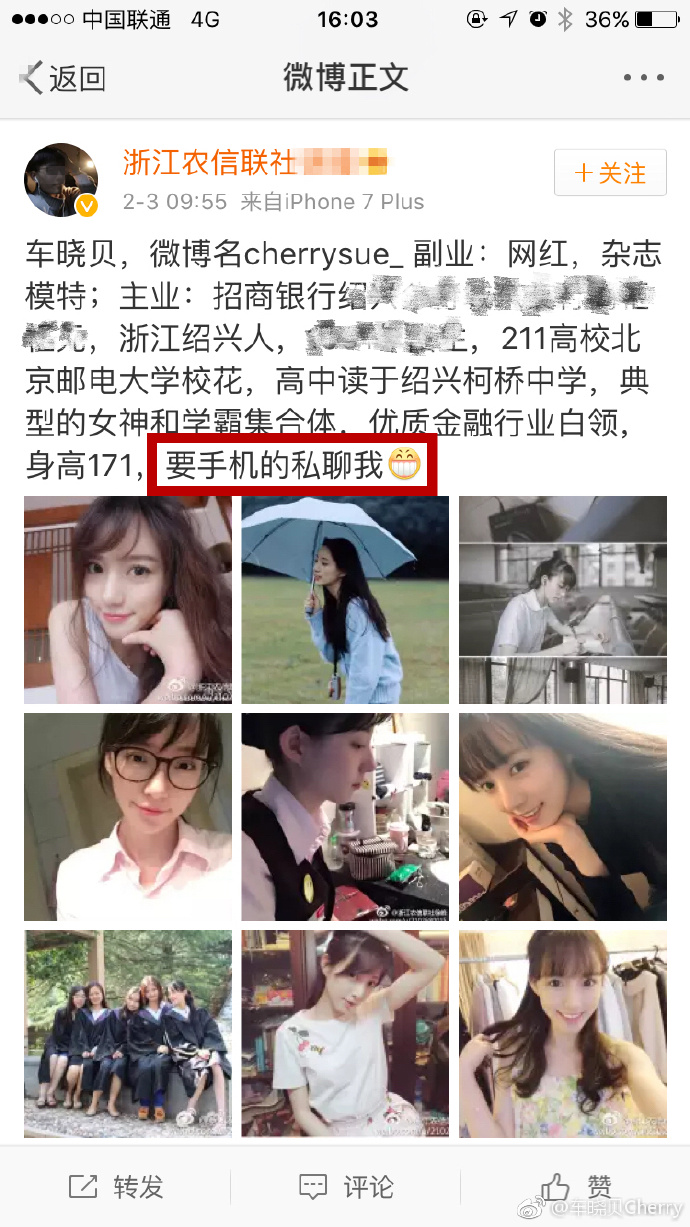 中国联通 4G 16:03 36%
返回 微博正文
浙江农信联社
+关注
2-3 09:55 来自iPhone 7 Plus
车晓贝，微博名cherrysue_ 副业：网红，杂志
模特；主业：招商银行绍兴
，浙江绍兴人，，211高校北
京邮电大学校花，高中读于绍兴柯桥中学，典
型的女神和学霸集合体，优质金融行业白领，
身高171，要手机的私聊我😁
@浙江农信联社
转发 评论 赞
@车晓贝Cherry